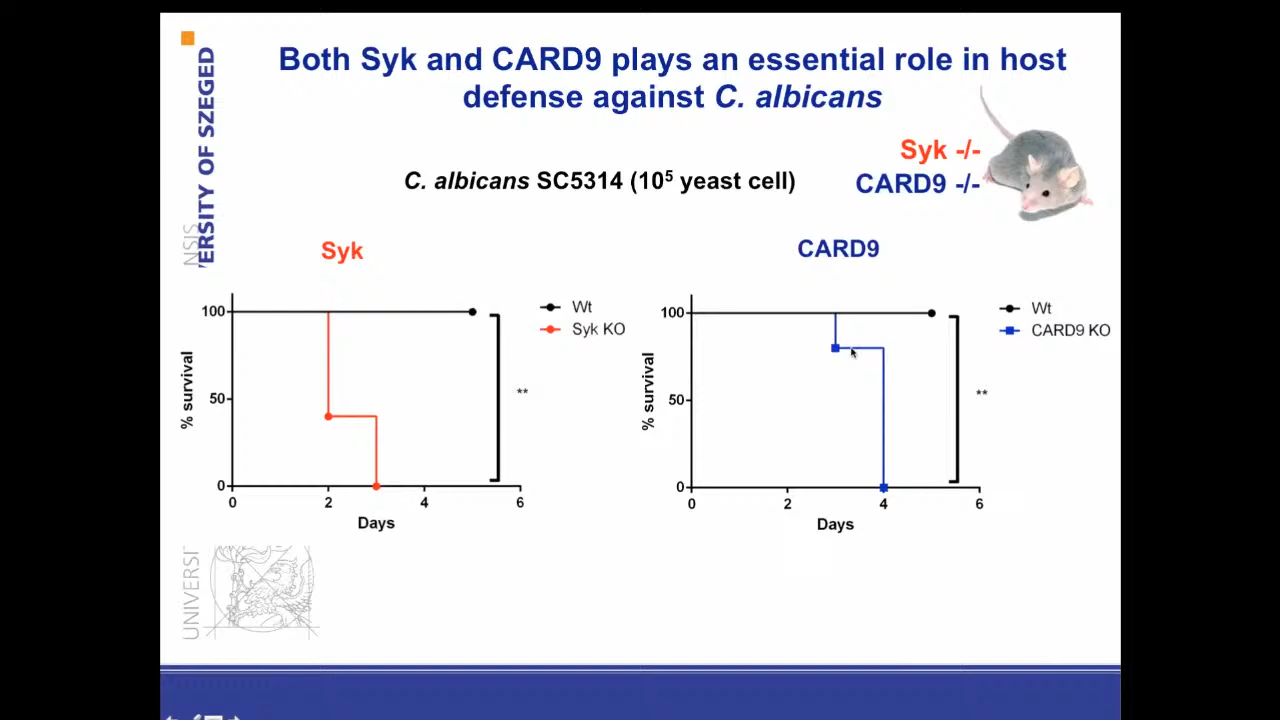 Both Syk and CARD9 plays an essential role in host
defense against C. albicans
ERSITY OF SZEGED
NSIS
Syk -/-
CARD9 -/-
C. albicans SC5314 (10⁵ yeast cell)
Syk
100
50
0
% survival
0 2 4 6
Days
Wt
Syk KO
**
CARD9
100
50
0
% survival
0 2 4 6
Days
Wt
CARD9 KO
**
UNIVERSI